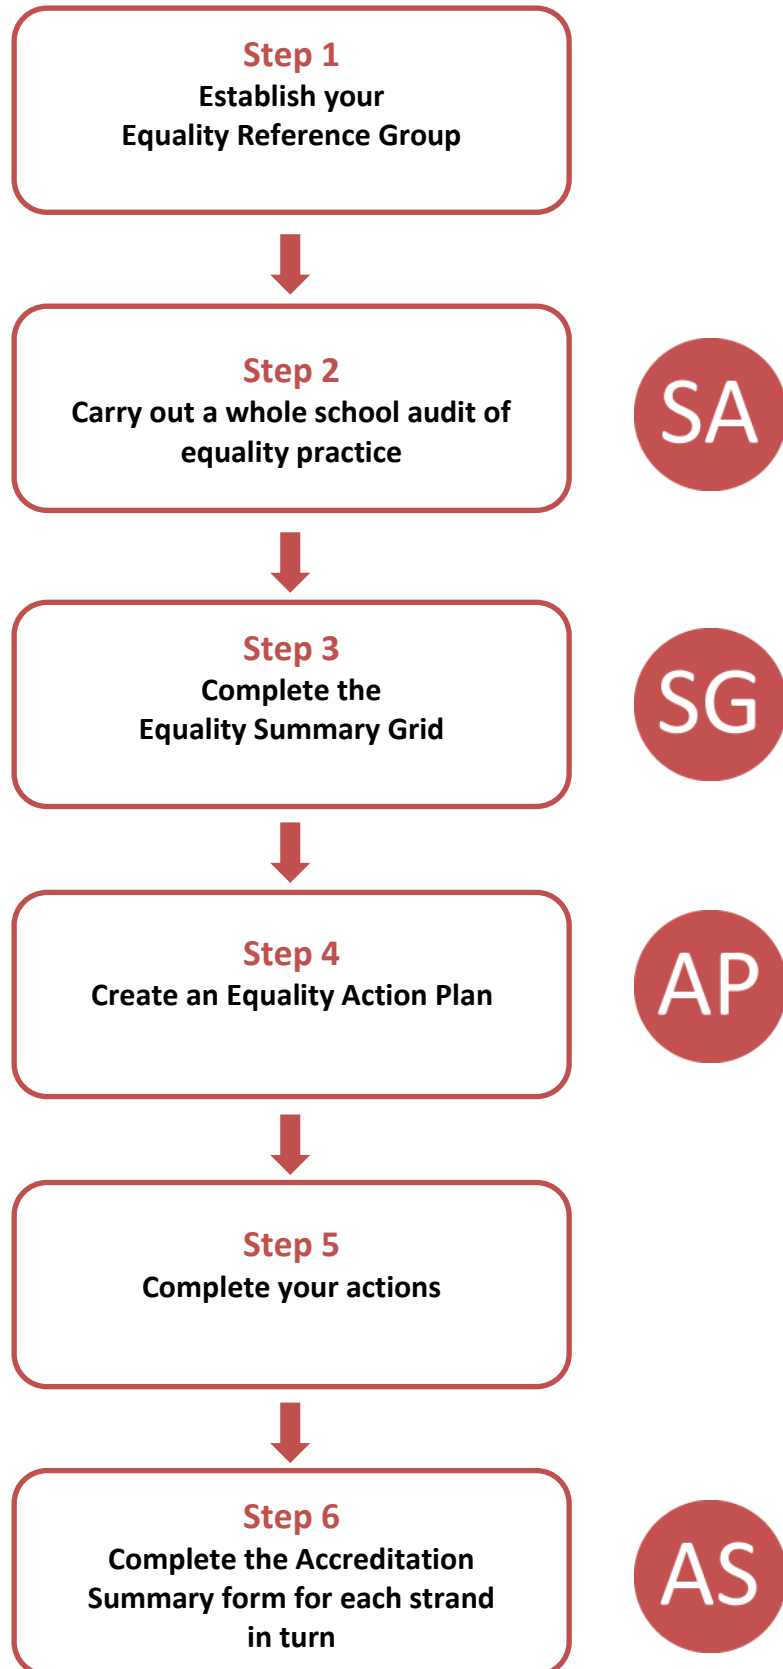 Step 1
Establish your
Equality Reference Group
Step 2
Carry out a whole school audit of
equality practice
SA
Step 3
Complete the
Equality Summary Grid
SG
Step 4
Create an Equality Action Plan
AP
Step 5
Complete your actions
Step 6
Complete the Accreditation
Summary form for each strand
in turn
AS